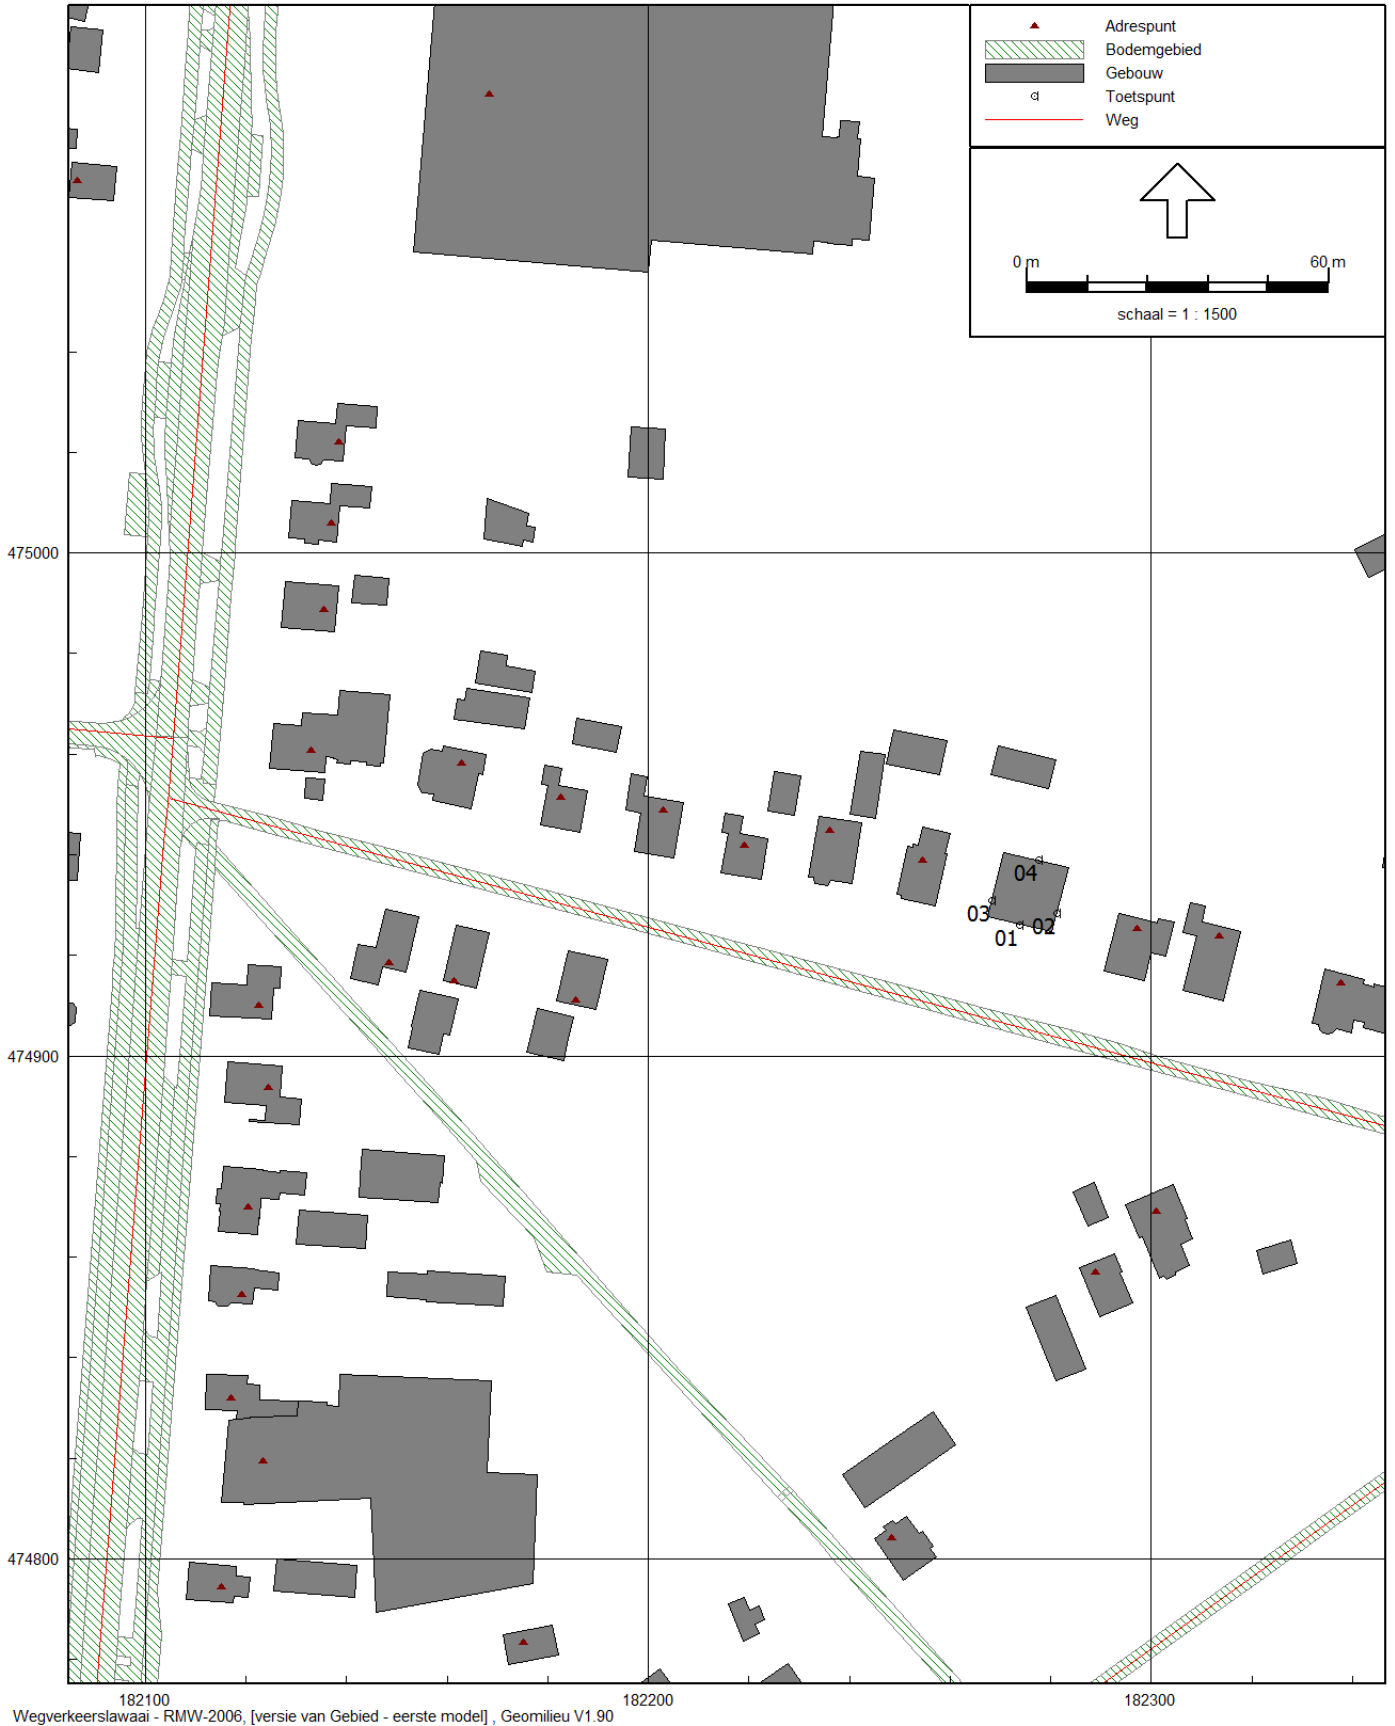 Adrespunt
Bodemgebied
Gebouw
Toetspunt
Weg
0 m 60 m
schaal = 1 : 1500
475000
04
03
02
01
474900
474800
182100 182200 182300
Wegverkeerslawaai - RMW-2006, [versie van Gebied - eerste model] , Geomilieu V1.90